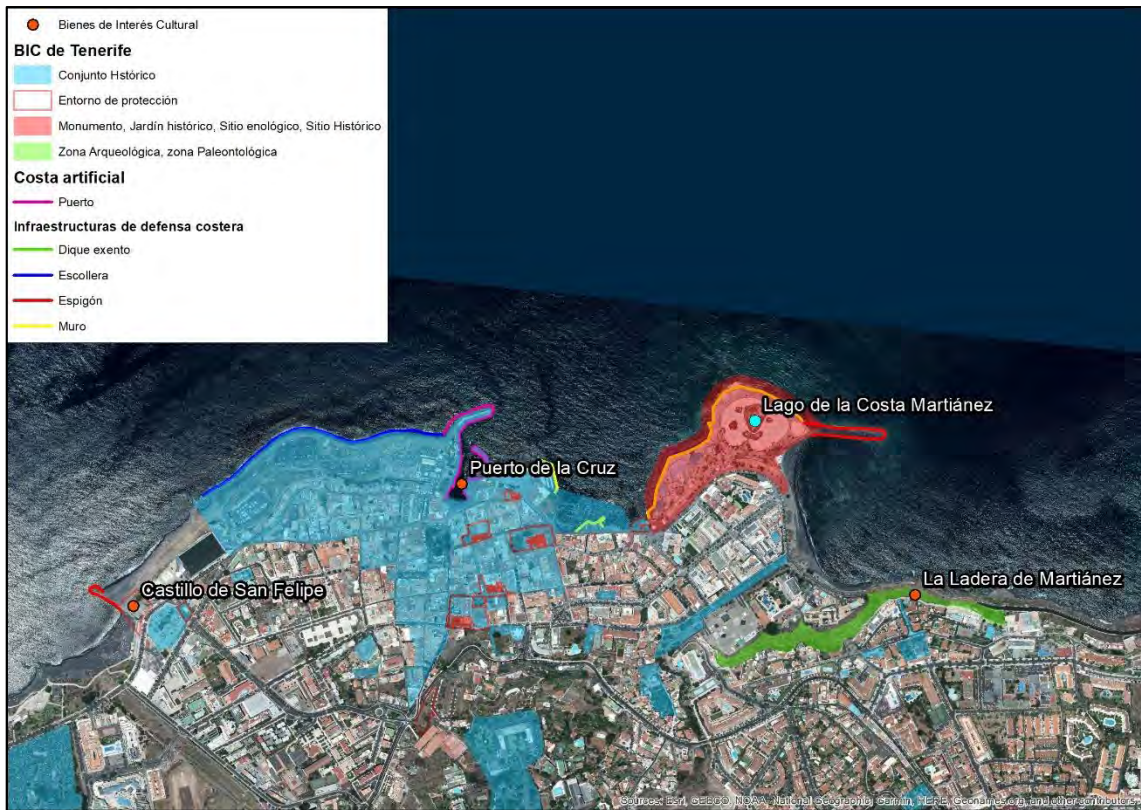 Bienes de Interés Cultural
BIC de Tenerife
Conjunto Hstórico
Entorno de protección
Monumento, Jardín histórico, Sitio enológico, Sitio Histórico
Zona Arqueológica, zona Paleontológica
Costa artificial
Puerto
Infraestructuras de defensa costera
Dique exento
Escollera
Espigón
Muro
Lago de la Costa Martiánez
Puerto de la Cruz
Castillo de San Felipe
La Ladera de Martiánez
Sources: Esri, GEBCO, NOAA, National Geographic, Garmin, HERE, Geonames.org, and other contributors